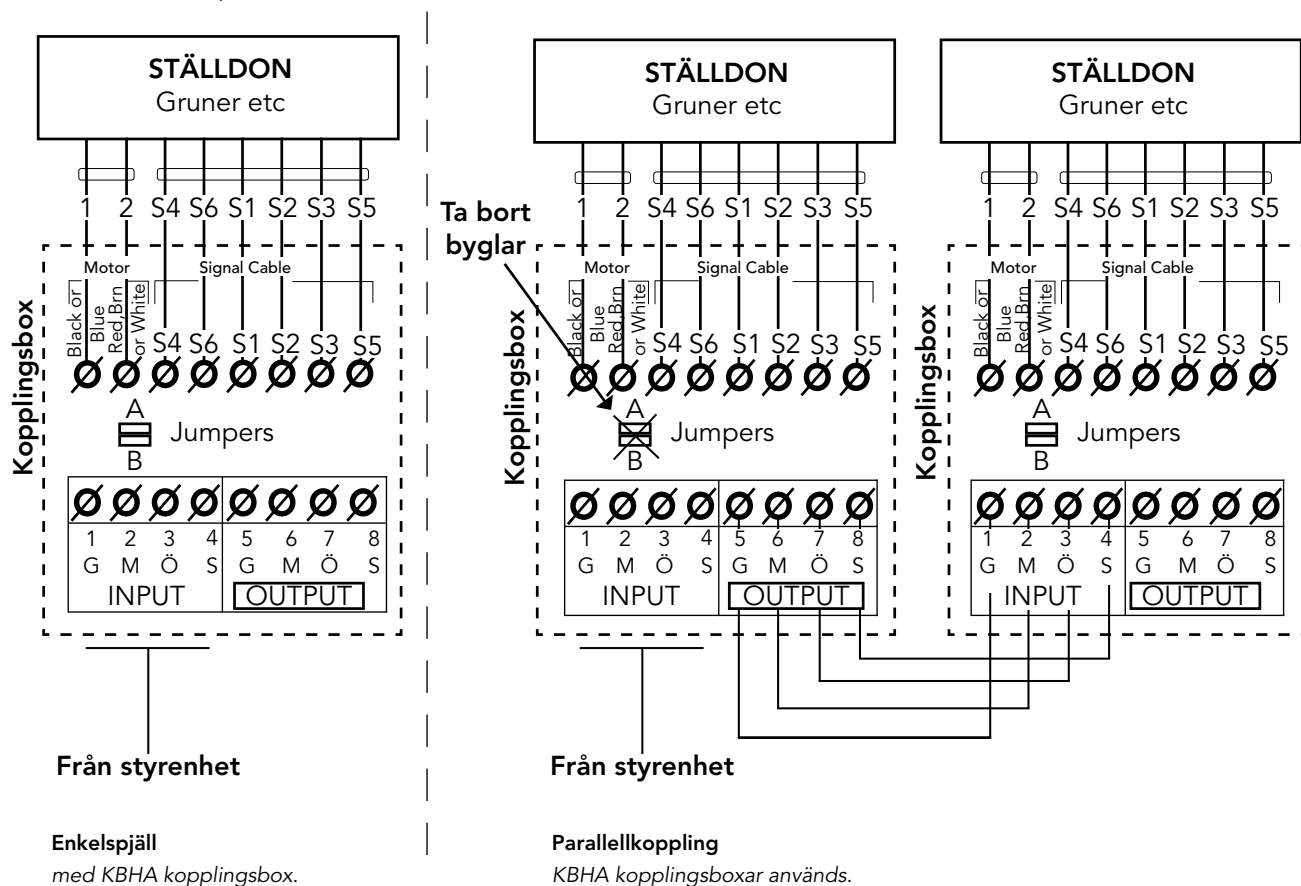 STÄLLDON
Gruner etc
1 2 S4 S6 S1 S2 S3 S5
Kopplingsbox
Motor
Signal Cable
Black or
Blue
Red,Brn
or White
S4 S6 S1 S2 S3 S5
A
Jumpers
B
1 2 3 4 5 6 7 8
G M Ö S G M Ö S
INPUT OUTPUT
Från styrenhet
Enkelspjäll
med KBHA kopplingsbox.
STÄLLDON
Gruner etc
1 2 S4 S6 S1 S2 S3 S5
Ta bort
byglar
Kopplingsbox
Motor
Signal Cable
Black or
Blue
Red,Brn
or White
S4 S6 S1 S2 S3 S5
A
Jumpers
B
1 2 3 4 5 6 7 8
G M Ö S G M Ö S
INPUT OUTPUT
Från styrenhet
STÄLLDON
Gruner etc
1 2 S4 S6 S1 S2 S3 S5
Kopplingsbox
Motor
Signal Cable
Black or
Blue
Red,Brn
or White
S4 S6 S1 S2 S3 S5
A
Jumpers
B
1 2 3 4 5 6 7 8
G M Ö S G M Ö S
INPUT OUTPUT
Parallellkoppling
KBHA kopplingsboxar används.